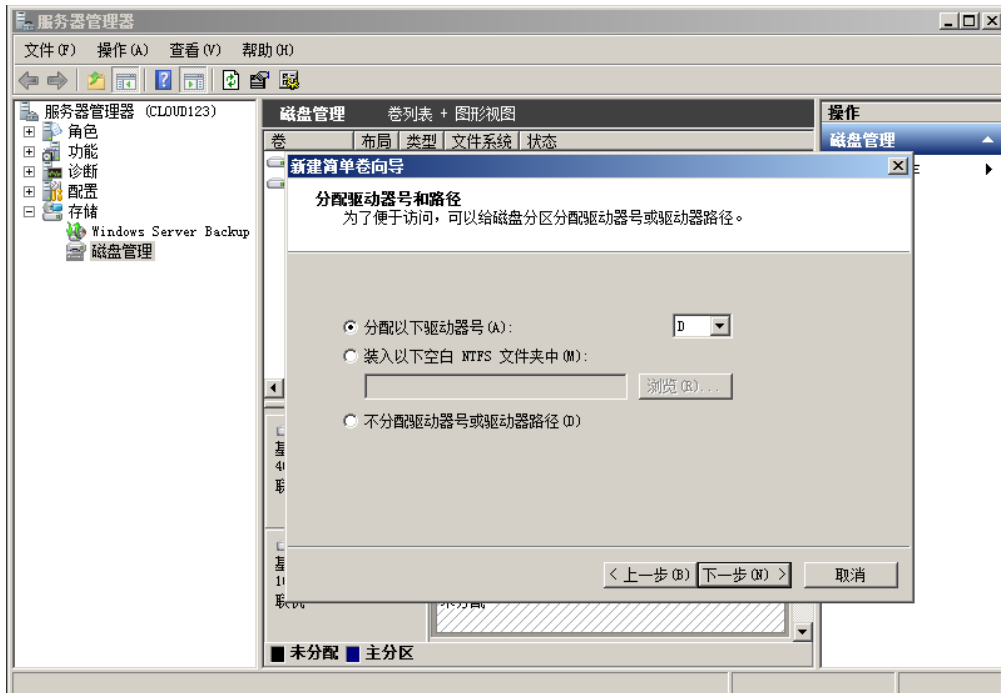 服务器管理器
文件(F) 操作(A) 查看(V) 帮助(H)
服务器管理器 (CLOUD123)
角色
功能
诊断
配置
存储
Windows Server Backup
磁盘管理
磁盘管理 卷列表 + 图形视图
卷 布局 类型 文件系统 状态
操作
磁盘管理
新建简单卷向导
分配驱动器号和路径
为了便于访问，可以给磁盘分区分配驱动器号或驱动器路径。
分配以下驱动器号(A): D
装入以下空白 NTFS 文件夹中(M):
浏览(R)...
不分配驱动器号或驱动器路径(D)
< 上一步(B) 下一步(N) > 取消
未分配 主分区